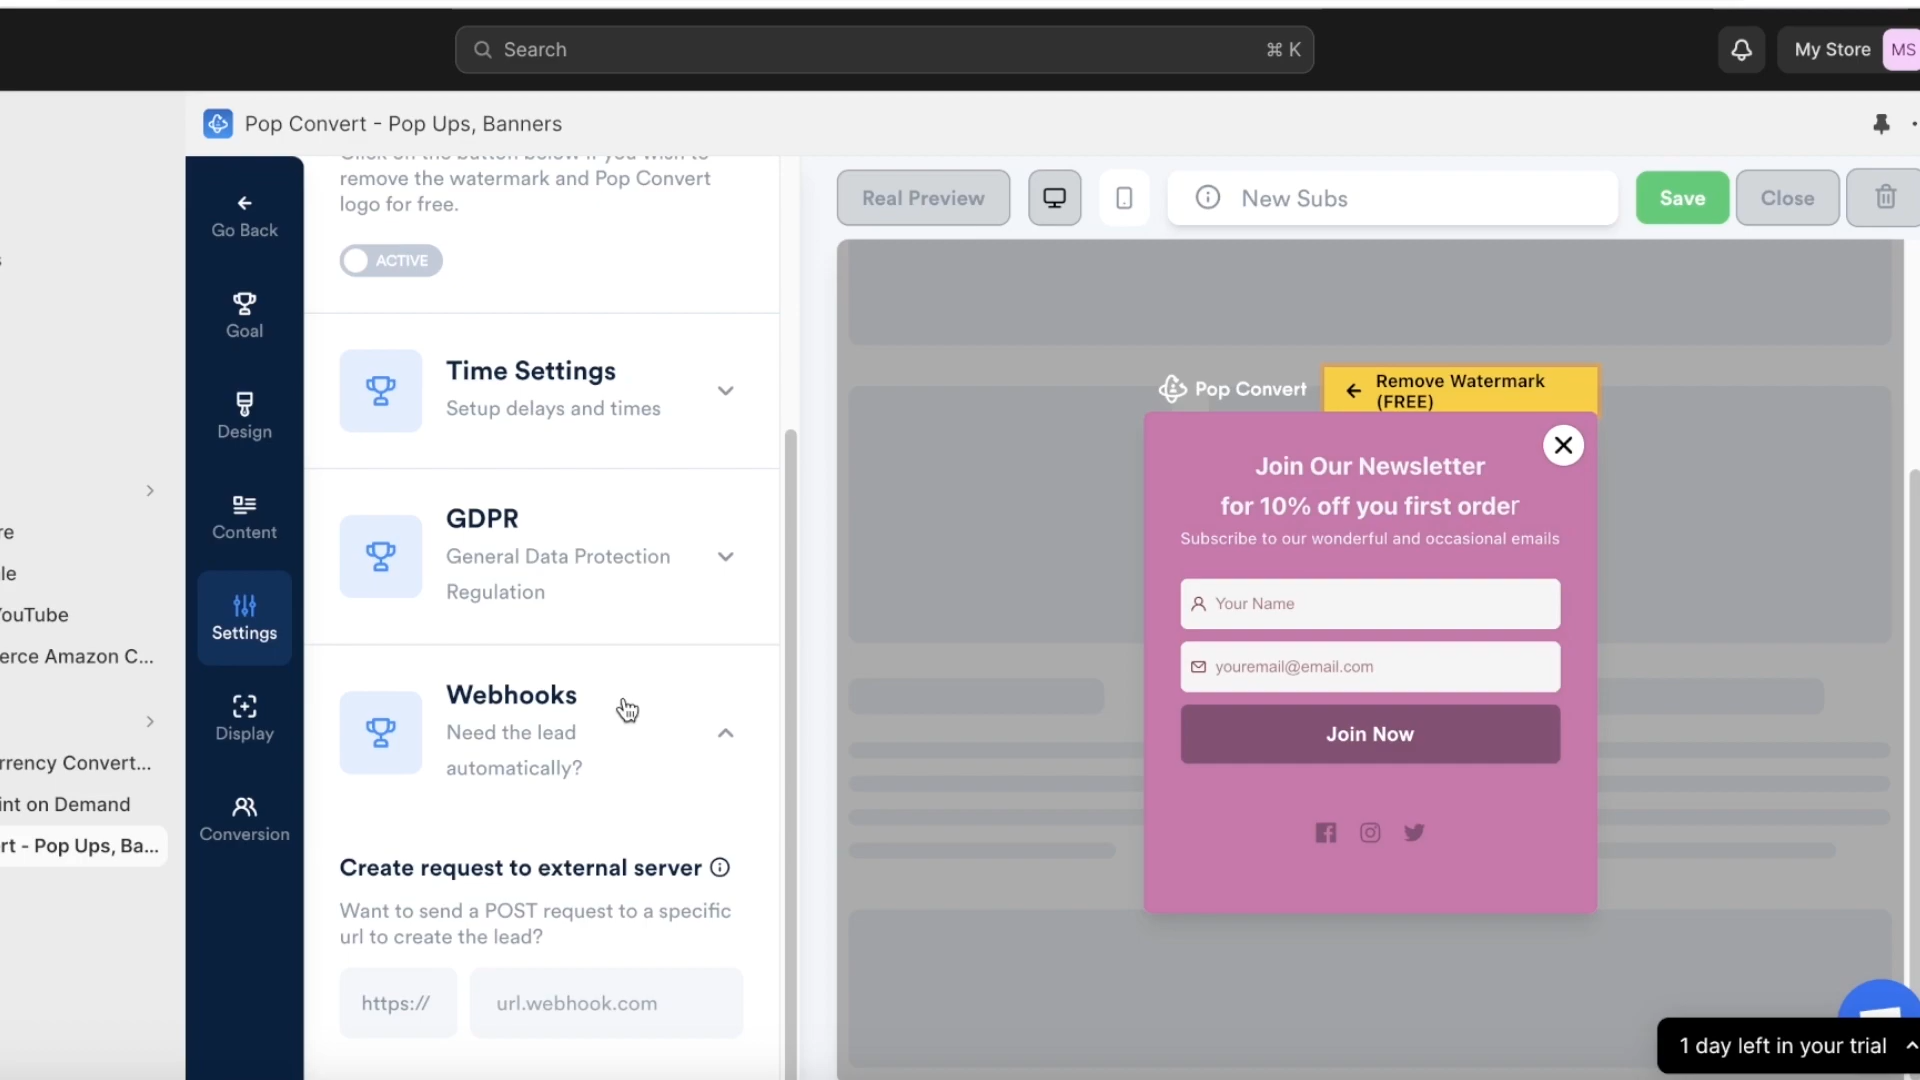 Search
⌘ K
My Store
MS
Pop Convert - Pop Ups, Banners
Go Back
Goal
Design
Content
Settings
Display
Conversion
re
le
YouTube
erce Amazon C...
rrency Convert...
int on Demand
rt - Pop Ups, Ba...
Click on the button below if you wish to
remove the watermark and Pop Convert
logo for free.
ACTIVE
Time Settings
Setup delays and times
GDPR
General Data Protection
Regulation
Webhooks
Need the lead
automatically?
Create request to external server
Want to send a POST request to a specific
url to create the lead?
https://
url.webhook.com
Real Preview
New Subs
Save
Close
Pop Convert
Remove Watermark
(FREE)
Join Our Newsletter
for 10% off you first order
Subscribe to our wonderful and occasional emails
Your Name
youremail@email.com
Join Now
1 day left in your trial